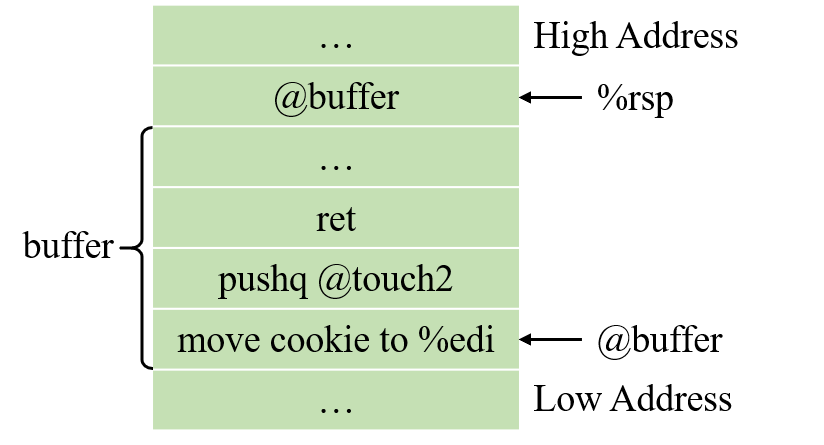 … High Address
@buffer %rsp
…
ret
buffer
pushq @touch2
move cookie to %edi @buffer
… Low Address